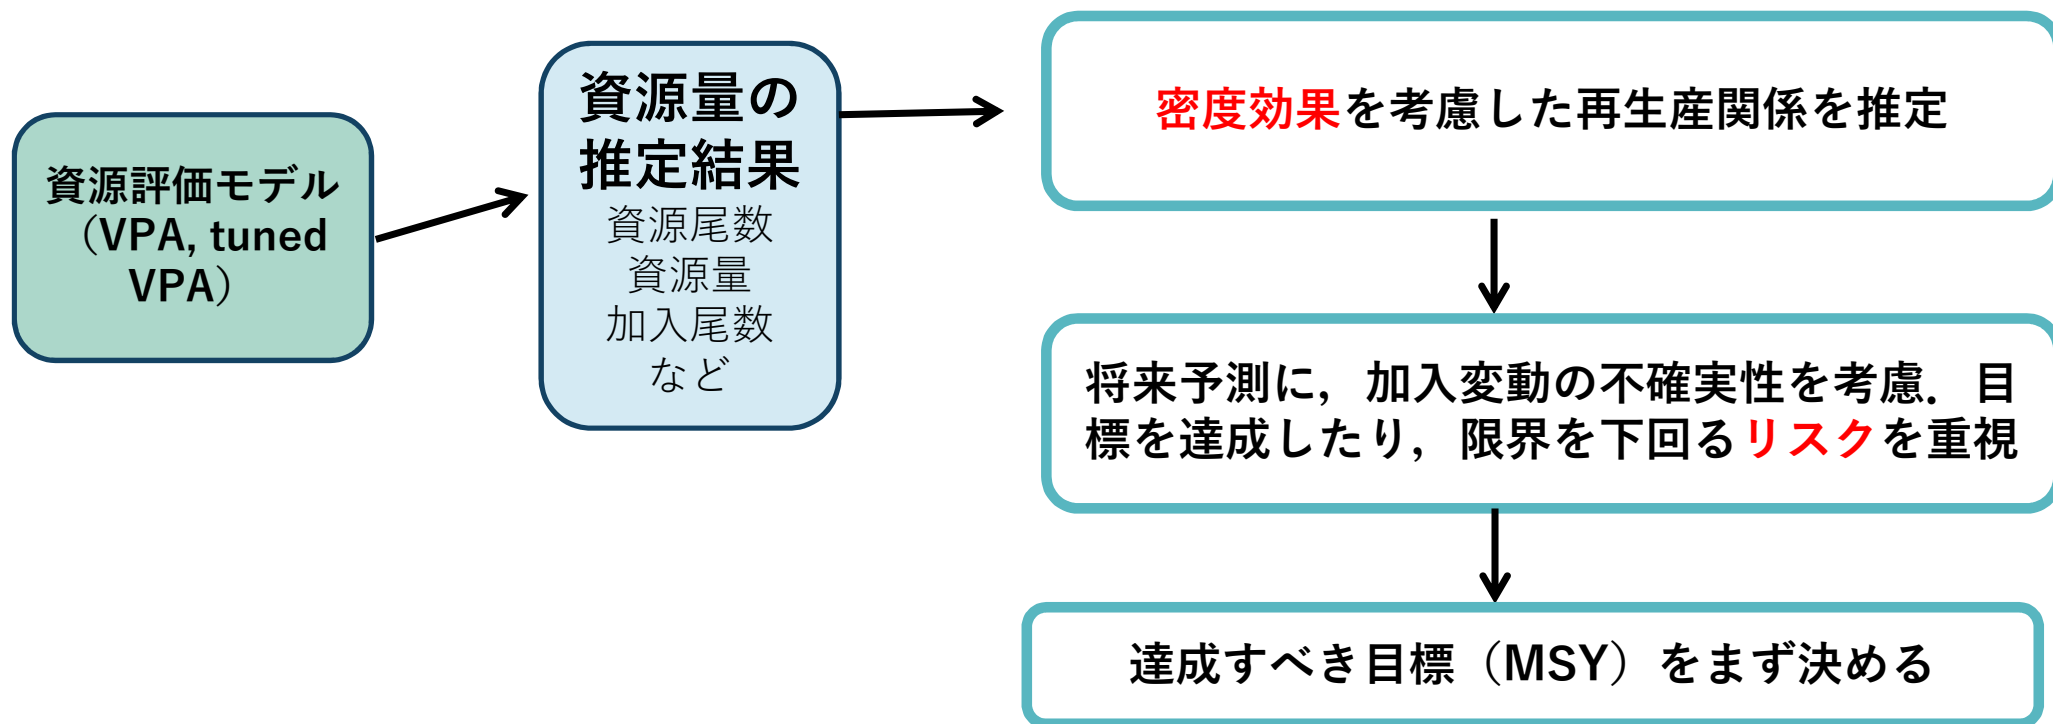 資源評価モデル
（VPA, tuned
VPA）
資源量の
推定結果
資源尾数
資源量
加入尾数
など
密度効果を考慮した再生産関係を推定
将来予測に，加入変動の不確実性を考慮．目
標を達成したり，限界を下回るリスクを重視
達成すべき目標（MSY）をまず決める